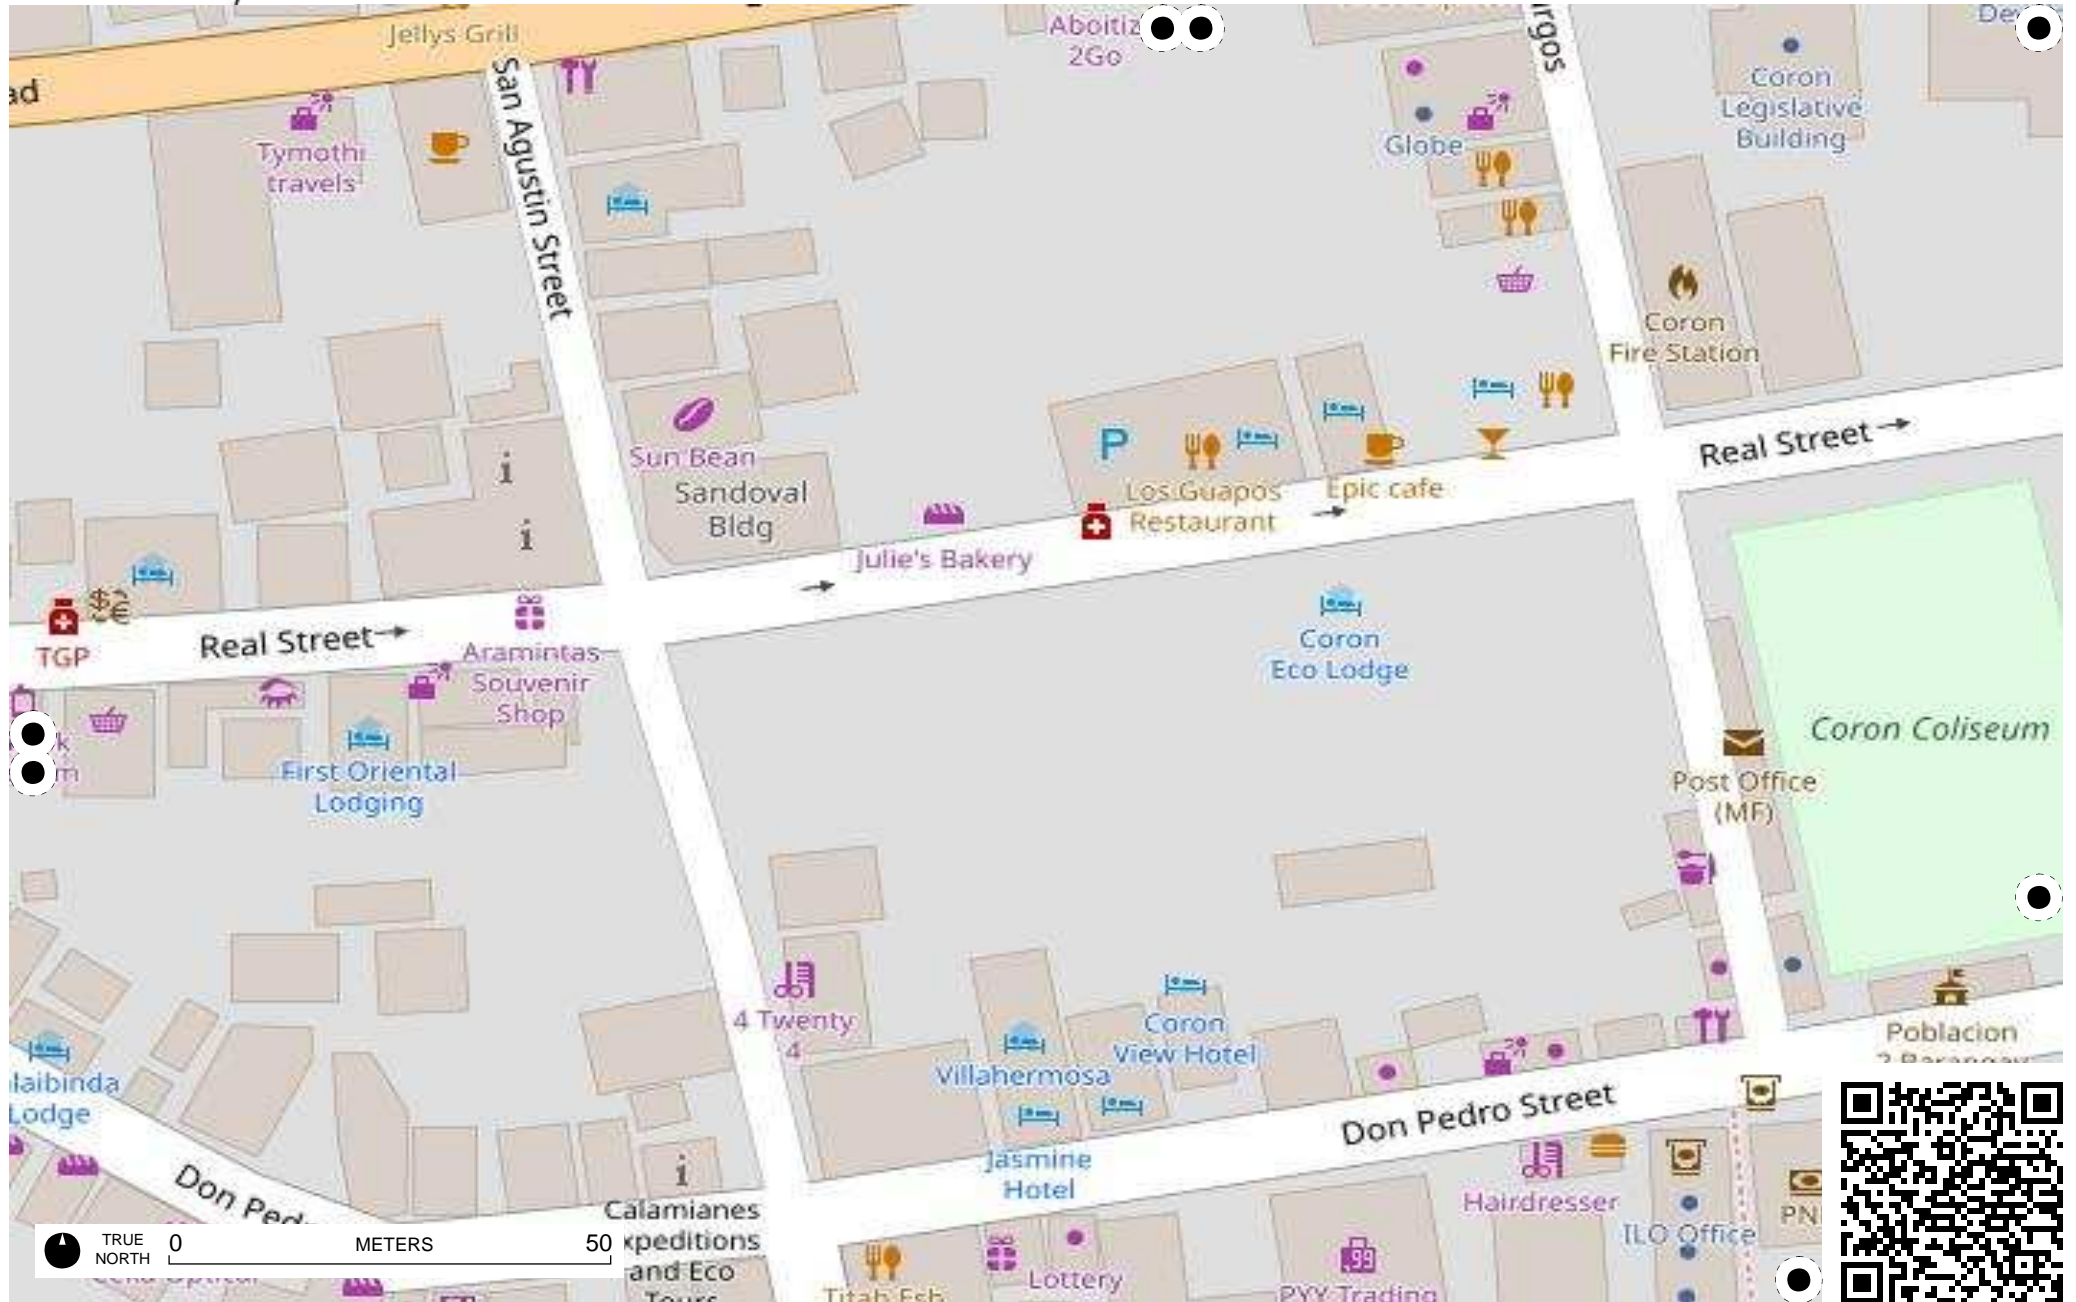 Jellys Grill
Aboitiz
2Go
San Agustin Street
Tymothi
travels
Globe
Coron
Legislative
Building
Coron
Fire Station
Sun Bean
Sandoval
Bldg
Los Guapos
Restaurant
Epic cafe
Real Street
Julie's Bakery
TGP
Real Street
Aramintas
Souvenir
Shop
Coron
Eco Lodge
First Oriental
Lodging
Coron Coliseum
Post Office
(MF)
4 Twenty
4
Coron
View Hotel
Villahermosa
Poblacion
Lodge
Don Pedro Street
Jasmine
Hotel
Hairdresser
ILO Office
Calamianes
and Eco
Tours
Lottery
PYY Trading
TRUE
NORTH
0
METERS
50